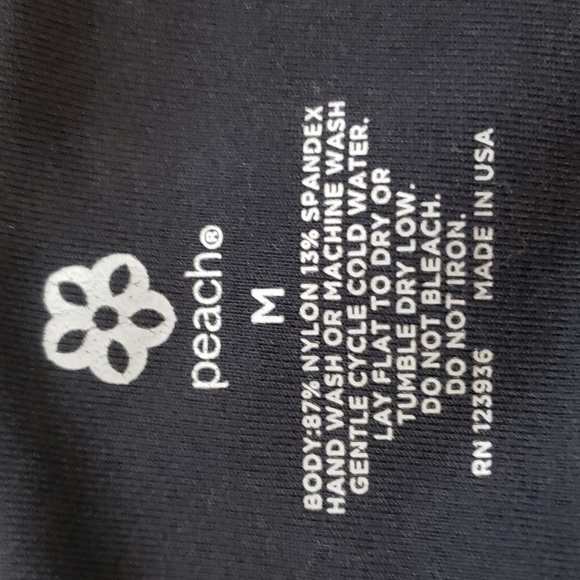 peach®
M
BODY:87% NYLON 13% SPANDEX
HAND WASH OR MACHINE WASH
GENTLE CYCLE COLD WATER.
LAY FLAT TO DRY OR
TUMBLE DRY LOW.
DO NOT BLEACH.
DO NOT IRON.
RN 123936 MADE IN USA